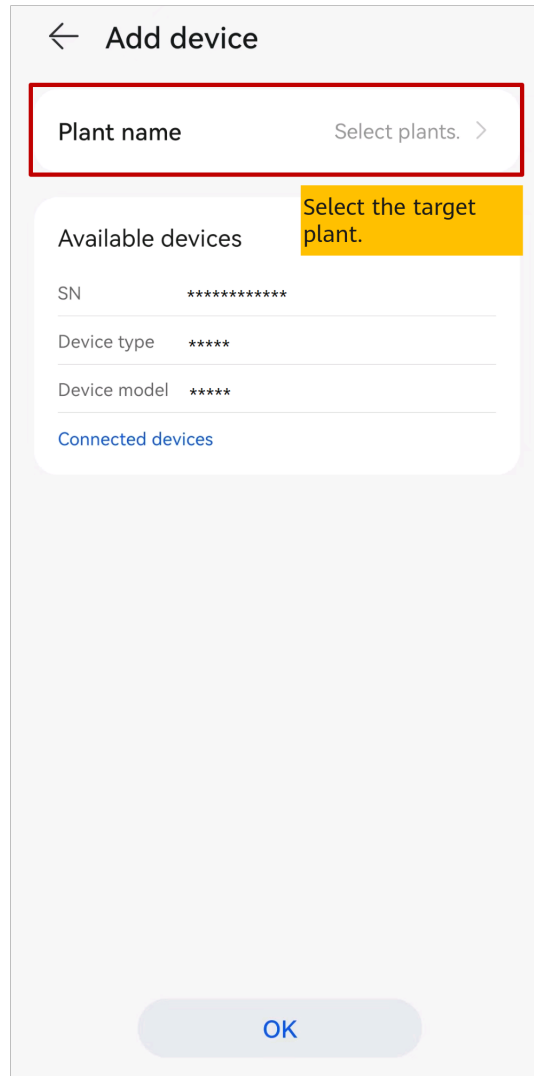 Add device
Plant name
Select plants.
Select the target
plant.
Available devices
SN ************
Device type *****
Device model *****
Connected devices
OK